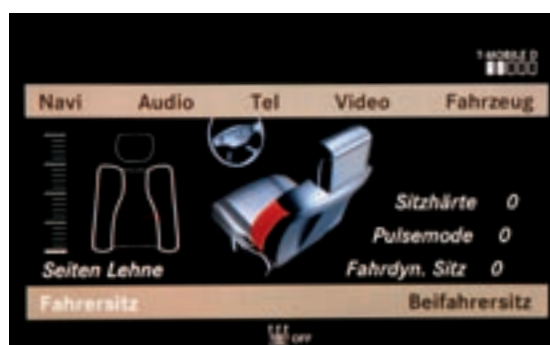 T-MOBILE D
Navi Audio Tel Video Fahrzeug
Sitzhärte 0
Pulsemode 0
Seiten Lehne Fahrdyn. Sitz 0
Fahrersitz Beifahrersitz
OFF